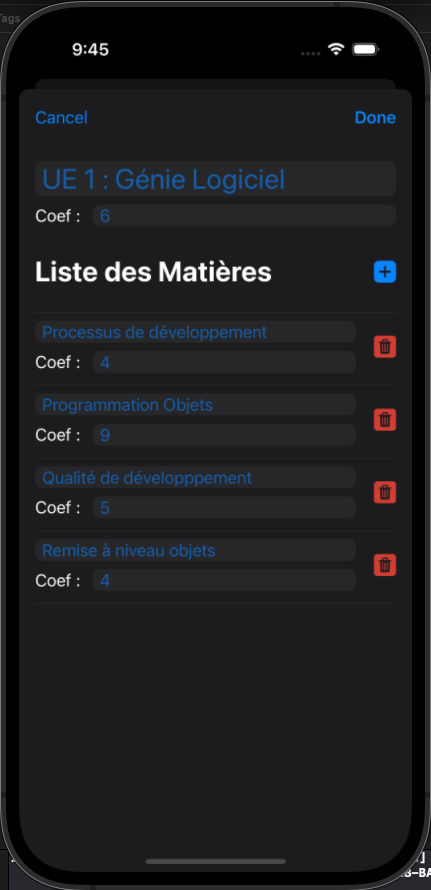 Tags
9:45
Cancel
Done
UE 1 : Génie Logiciel
Coef : 6
Liste des Matières
Processus de développement
Coef : 4
Programmation Objets
Coef : 9
Qualité de développpement
Coef : 5
Remise à niveau objets
Coef : 4